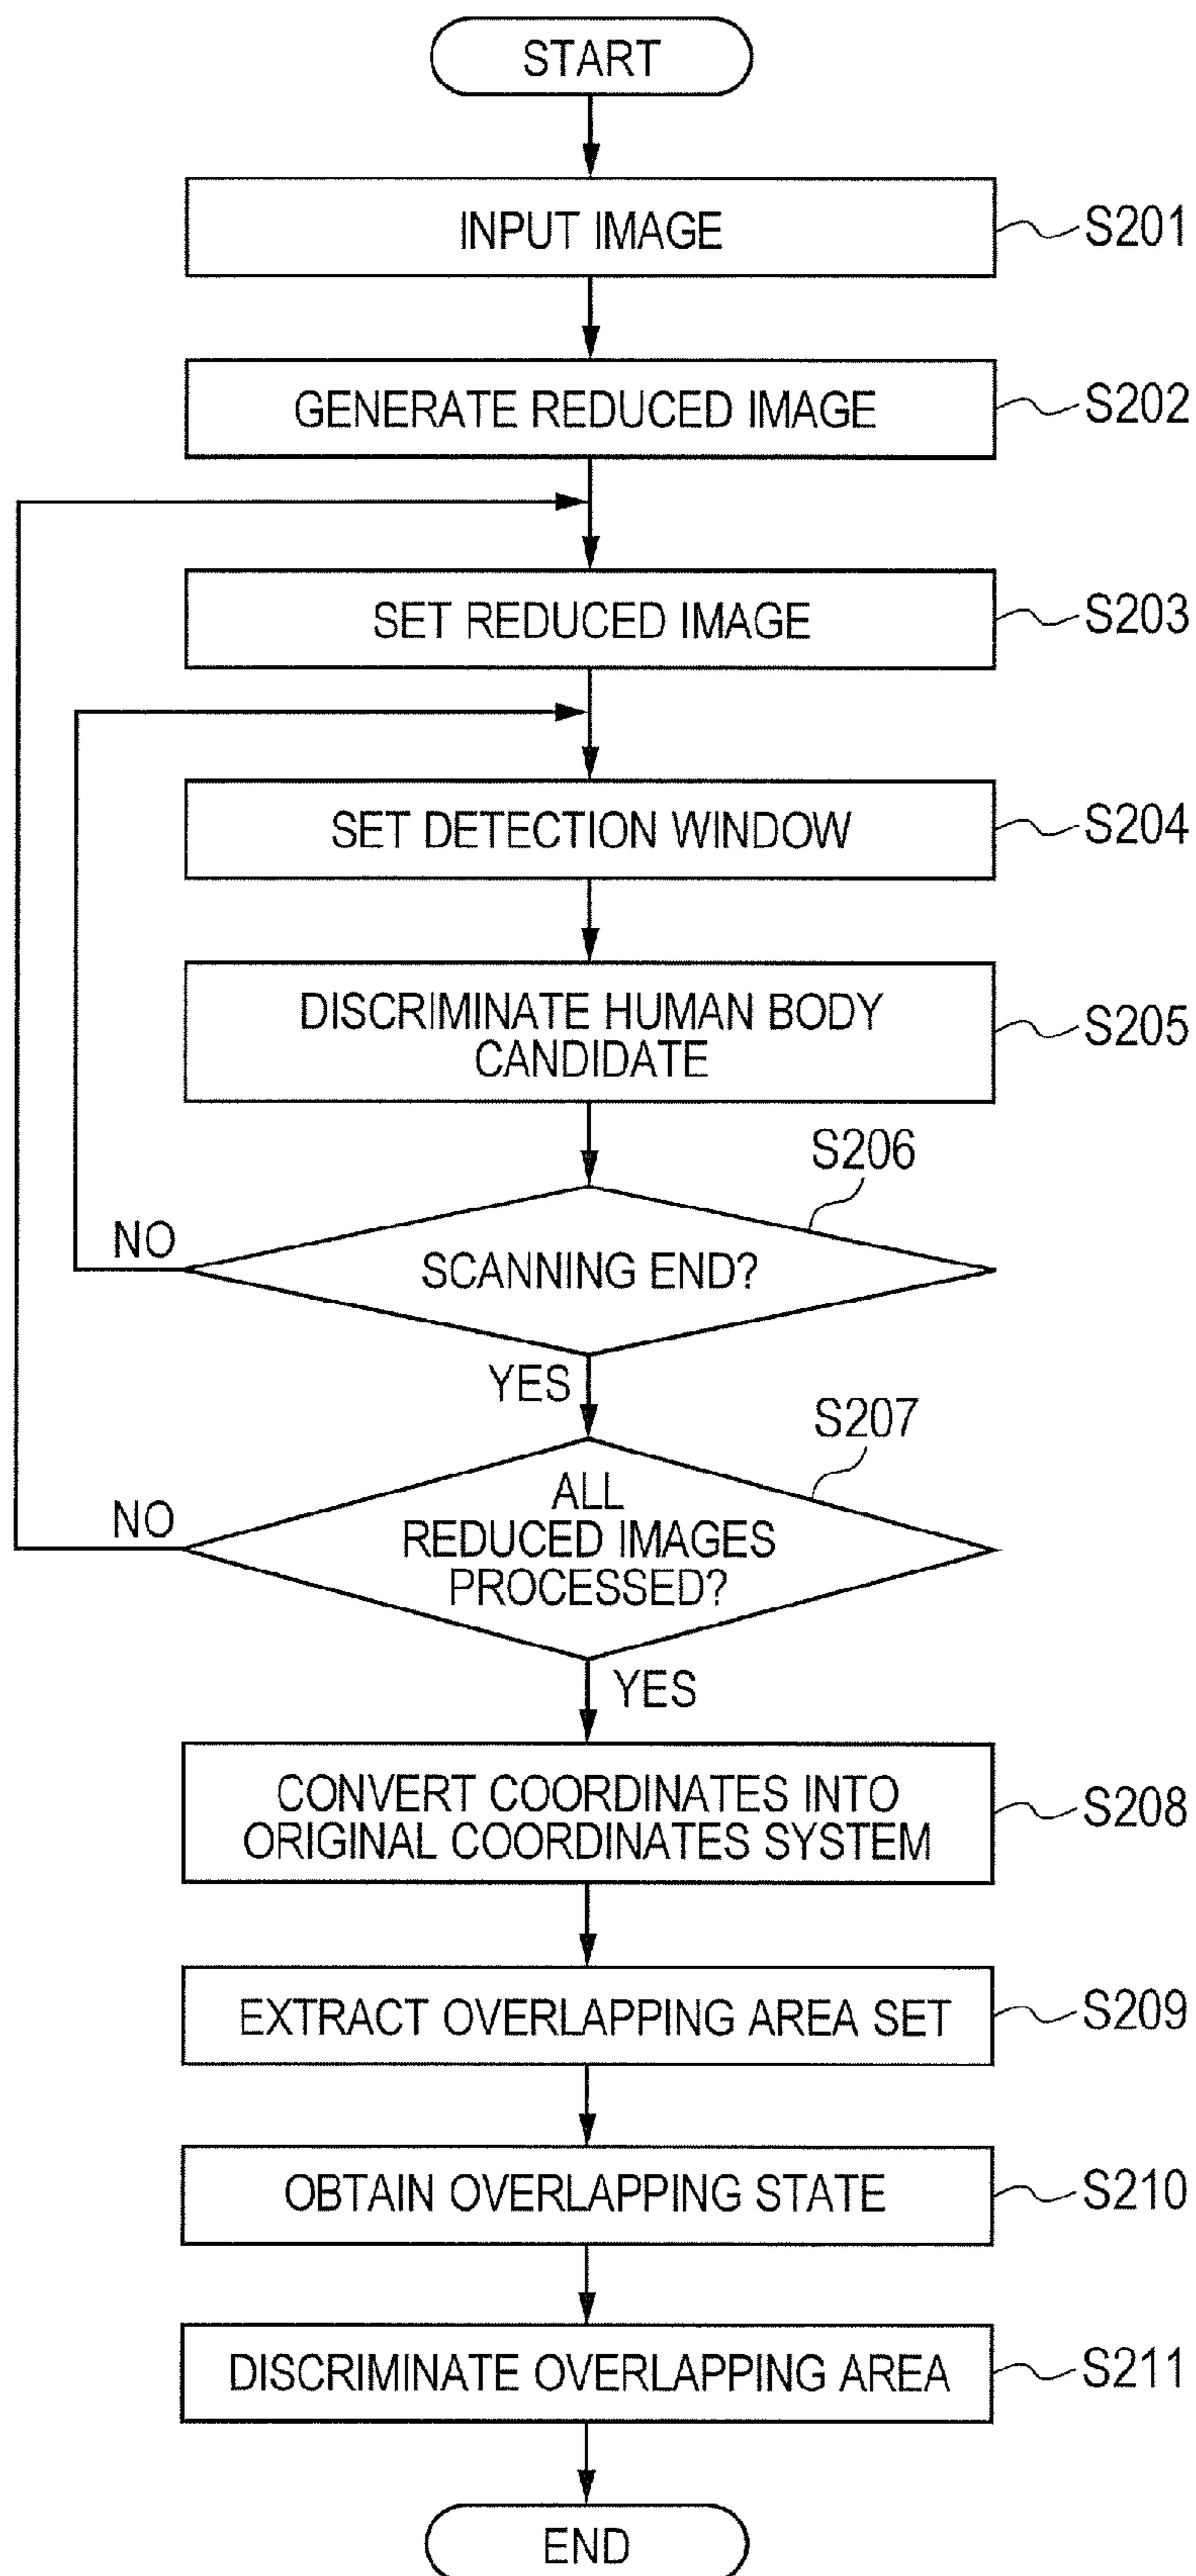 START
INPUT IMAGE
S201
GENERATE REDUCED IMAGE
S202
SET REDUCED IMAGE
S203
SET DETECTION WINDOW
S204
DISCRIMINATE HUMAN BODY
CANDIDATE
S205
S206
NO
SCANNING END?
YES
S207
NO
ALL
REDUCED IMAGES
PROCESSED?
YES
CONVERT COORDINATES INTO
ORIGINAL COORDINATES SYSTEM
S208
EXTRACT OVERLAPPING AREA SET
S209
OBTAIN OVERLAPPING STATE
S210
DISCRIMINATE OVERLAPPING AREA
S211
END